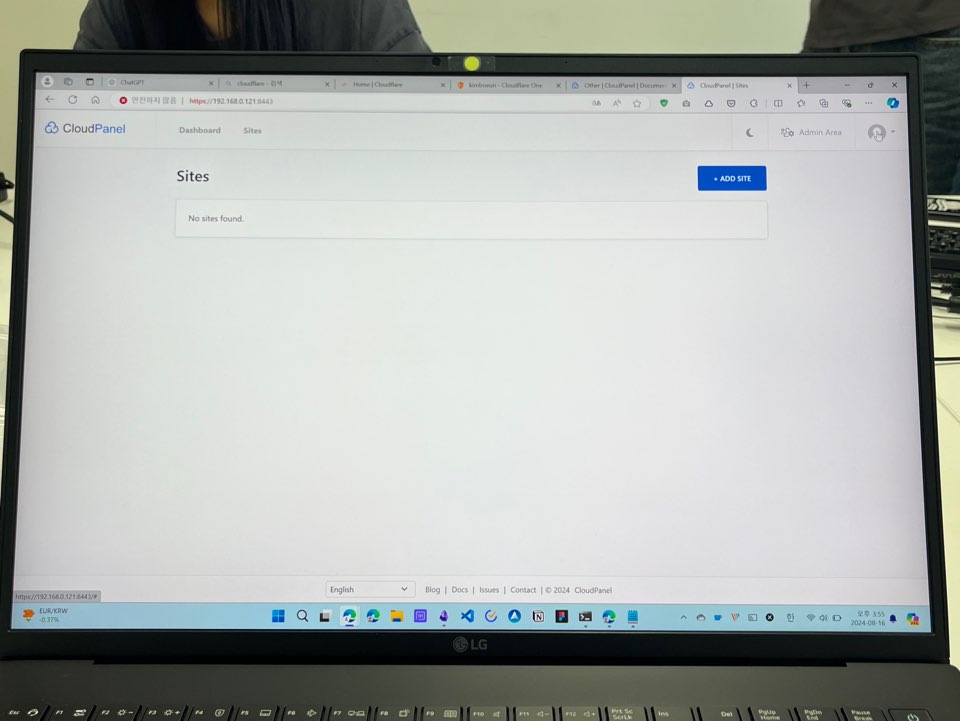 ChatGPT
cloudflare - 검색
Home | Cloudflare
kimboeun - Cloudflare One
Other | CloudPanel | Documen
CloudPanel | Sites
안전하지 않음 | https://192.168.0.121:8443
CloudPanel
Dashboard
Sites
Admin Area
Sites
+ ADD SITE
No sites found.
English
Blog | Docs | Issues | Contact | © 2024 CloudPanel
https://192.168.0.121:8443/#
EUR/KRW
-0.37%
한
오후 3:55
2024-08-16
LG
Esc
F1
F2
F3
F4
F5
F6
F7
F8
F9
F10
F11
F12
Prt Sc
ScrLk
Ins
Del
PgUp
Home
PgDn
End
Pause
Break